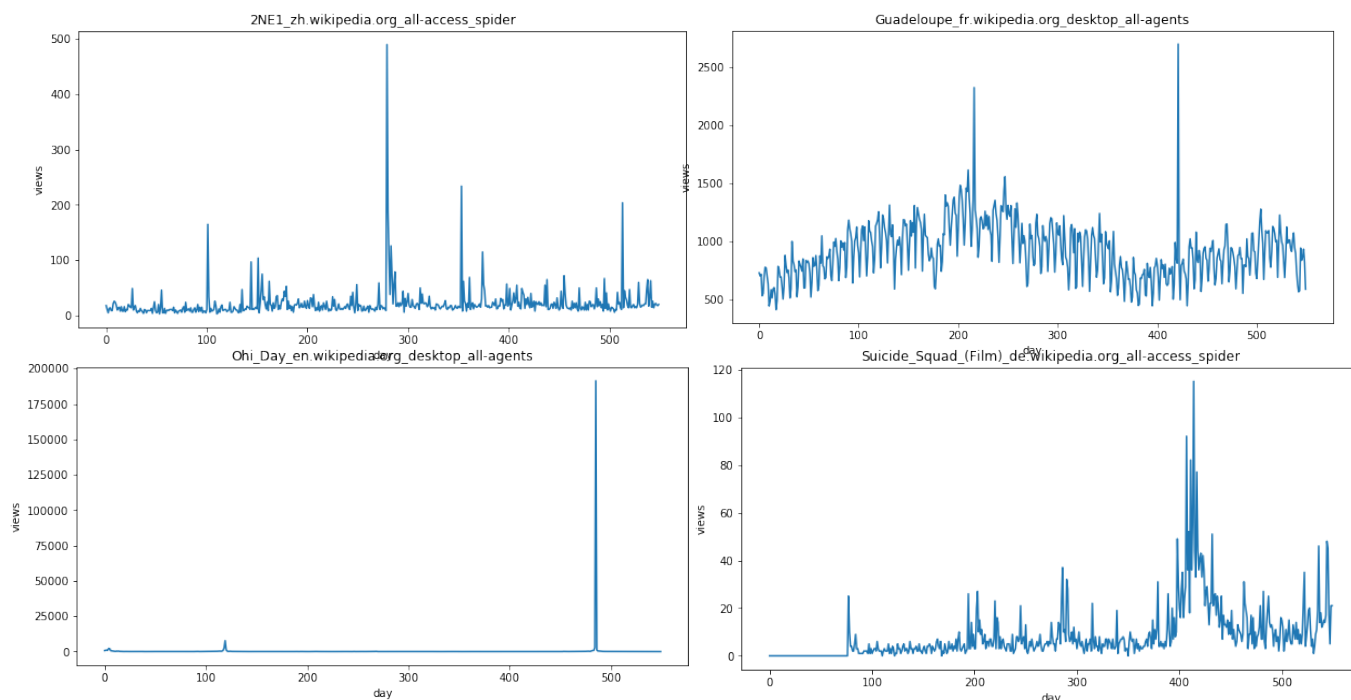 2NE1_zh.wikipedia.org_all-access_spider
500
400
300
200
100
0
views
0 100 200 300 400 500
day
Guadeloupe_fr.wikipedia.org_desktop_all-agents
2500
2000
1500
1000
500
views
0 100 200 300 400 500
day
Ohi_Day_en.wikipedia.org_desktop_all-agents
200000
175000
150000
125000
100000
75000
50000
25000
0
views
0 100 200 300 400 500
day
Suicide_Squad_(Film)_de.wikipedia.org_all-access_spider
120
100
80
60
40
20
0
views
0 100 200 300 400 500
day